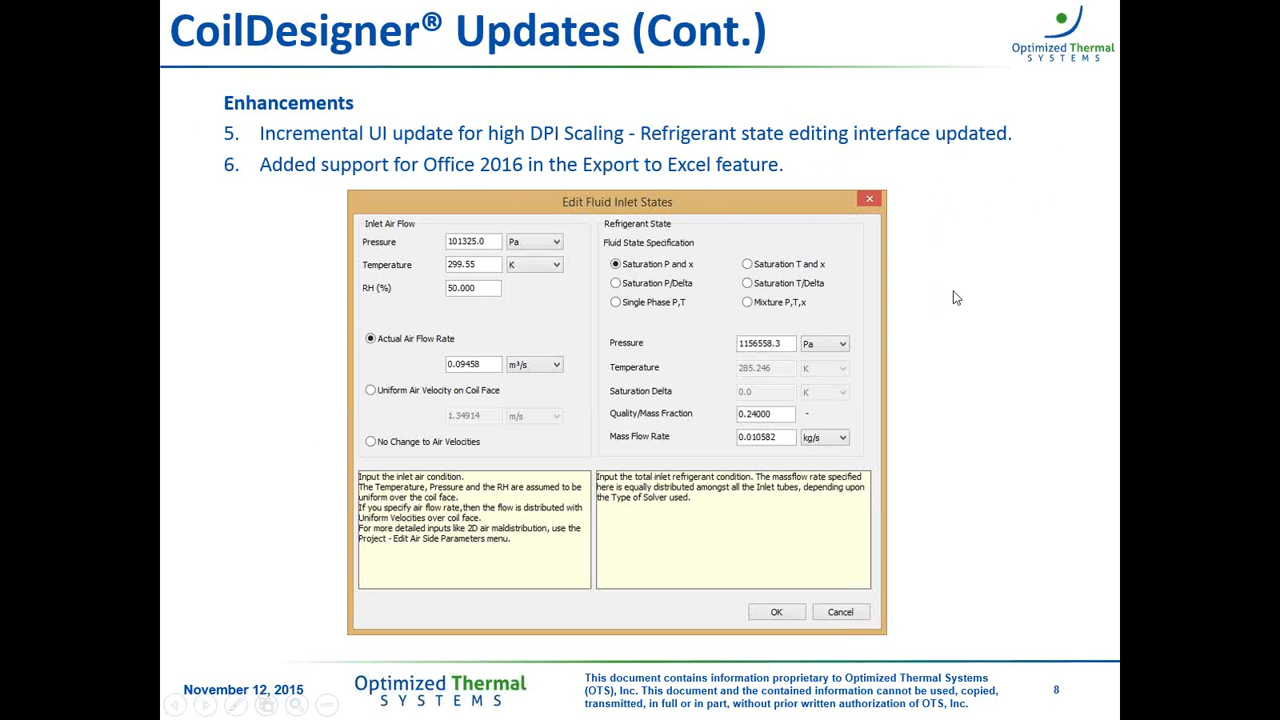 CoilDesigner® Updates (Cont.)
Optimized Thermal
SYSTEMS
Enhancements
5. Incremental UI update for high DPI Scaling - Refrigerant state editing interface updated.
6. Added support for Office 2016 in the Export to Excel feature.
Edit Fluid Inlet States
Inlet Air Flow
Pressure 101325.0 Pa
Temperature 299.55 K
RH (%) 50.000
Actual Air Flow Rate
0.09458 m³/s
Uniform Air Velocity on Coil Face
1.34914 m/s
No Change to Air Velocities
Refrigerant State
Fluid State Specification
Saturation P and x Saturation T and x
Saturation P/Delta Saturation T/Delta
Single Phase P,T Mixture P,T,x
Pressure 1156558.3 Pa
Temperature 285.246 K
Saturation Delta 0.0 K
Quality/Mass Fraction 0.24000 -
Mass Flow Rate 0.010582 kg/s
Input the inlet air condition.
The Temperature, Pressure and the RH are assumed to be
uniform over the coil face.
If you specify air flow rate,then the flow is distributed with
Uniform Velocities over coil face.
For more detailed inputs like 2D air maldistribution, use the
Project - Edit Air Side Parameters menu.
Input the total inlet refrigerant condition. The massflow rate specified
here is equally distributed amongst all the Inlet tubes, depending upon
the Type of Solver used.
OK Cancel
November 12, 2015
Optimized Thermal
SYSTEMS
This document contains information proprietary to Optimized Thermal Systems
(OTS), Inc. This document and the contained information cannot be used, copied,
transmitted, in full or in part, without prior written authorization of OTS, Inc.
8